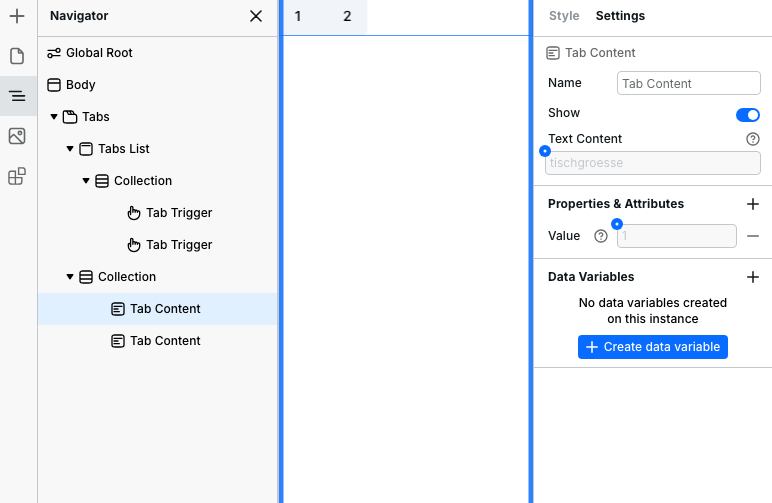 Navigator
Global Root
Body
Tabs
Tabs List
Collection
Tab Trigger
Tab Trigger
Collection
Tab Content
Tab Content
1 2
Style Settings
Tab Content
Name Tab Content
Show
Text Content
tischgroesse
Properties & Attributes
Value 1
Data Variables
No data variables created
on this instance
Create data variable